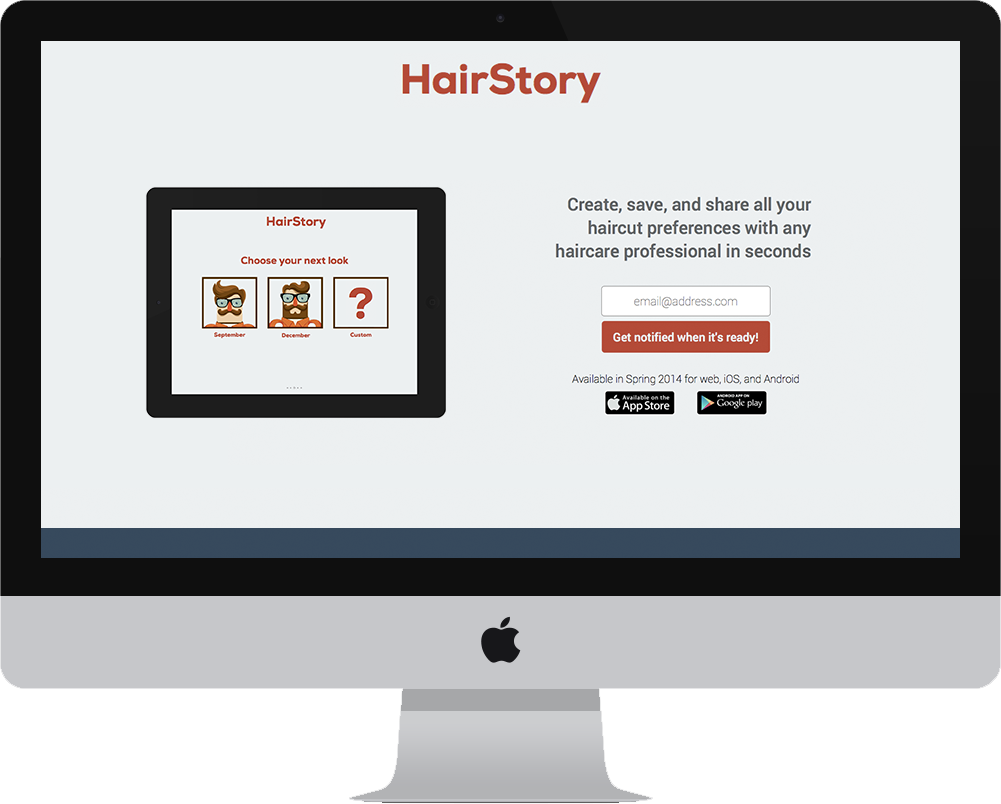 HairStory
HairStory
Choose your next look
?
September
December
Custom
Create, save, and share all your
haircut preferences with any
haircare professional in seconds
email@address.com
Get notified when it's ready!
Available in Spring 2014 for web, iOS, and Android
Available on the
App Store
ANDROID APP ON
Google play